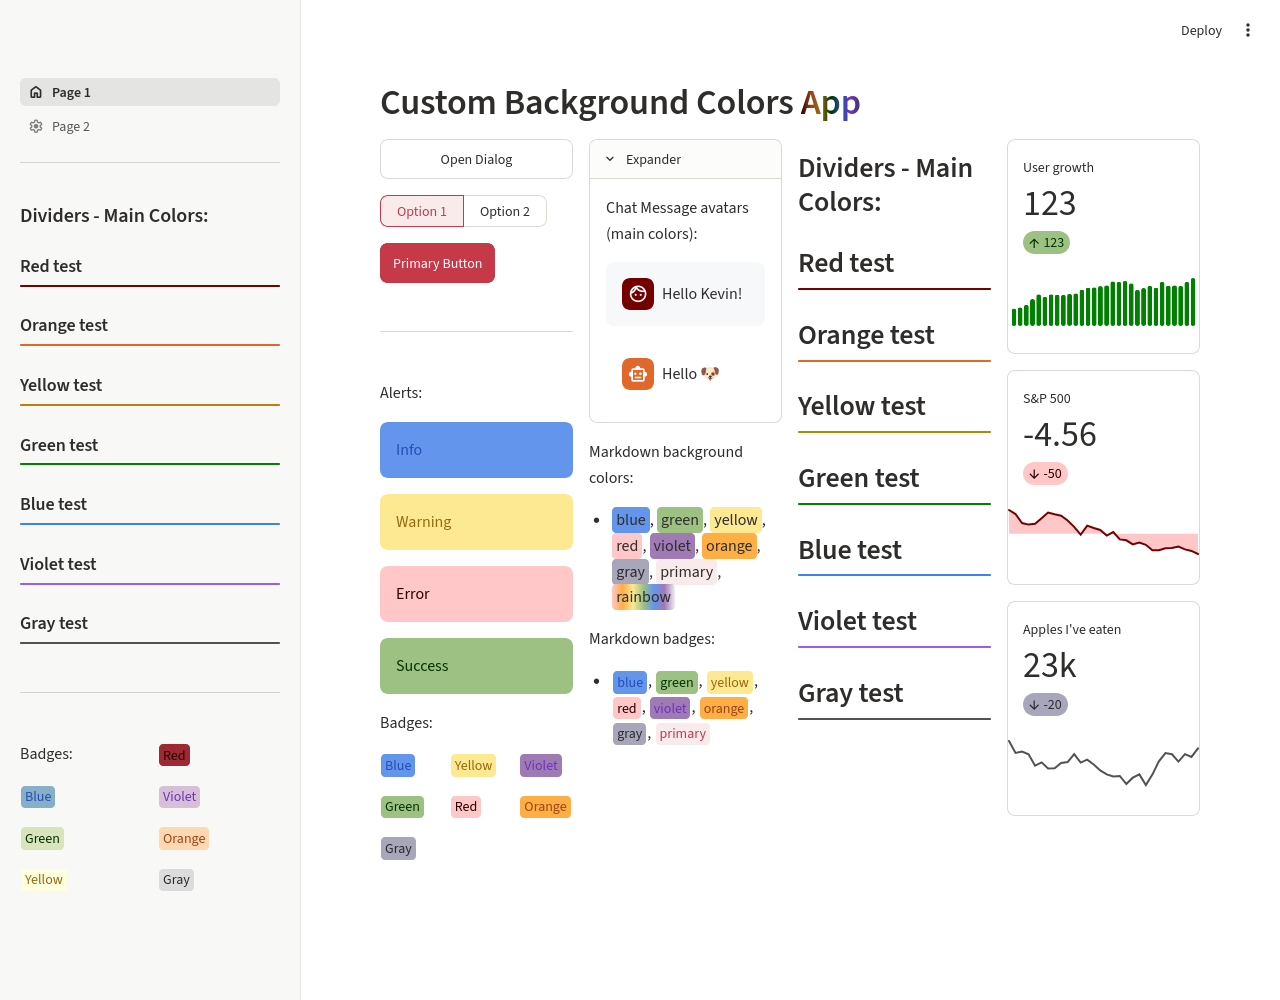 Deploy
Page 1
Page 2
Dividers - Main Colors:
Red test
Orange test
Yellow test
Green test
Blue test
Violet test
Gray test
Badges:
Red
Blue
Violet
Green
Orange
Yellow
Gray
Custom Background Colors App
Open Dialog
Option 1
Option 2
Primary Button
Alerts:
Info
Warning
Error
Success
Badges:
Blue
Yellow
Violet
Green
Red
Orange
Gray
Expander
Chat Message avatars
(main colors):
Hello Kevin!
Hello 🐶
Markdown background
colors:
• blue, green, yellow,
red, violet, orange,
gray, primary,
rainbow
Markdown badges:
• blue, green, yellow,
red, violet, orange,
gray, primary
Dividers - Main
Colors:
Red test
Orange test
Yellow test
Green test
Blue test
Violet test
Gray test
User growth
123
↑ 123
S&P 500
-4.56
↓ -50
Apples I've eaten
23k
↓ -20